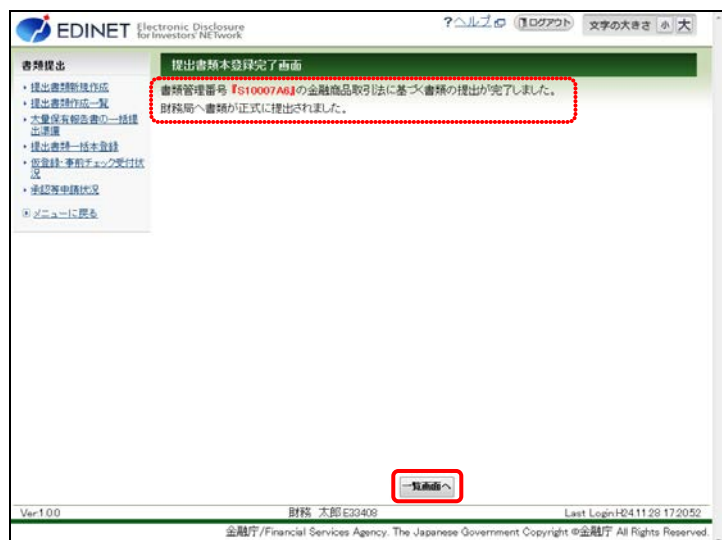 EDINET Electronic Disclosure for Investors' NETwork
?ヘルプ ログアウト 文字の大きさ 小 大
書類提出
・提出書類新規作成
・提出書類作成一覧
・大量保有報告書の一括提出準備
・提出書類一括本登録
・仮登録・事前チェック受付状況
・承認等申請状況
メニューに戻る
提出書類本登録完了画面
書類管理番号『S10007A6』の金融商品取引法に基づく書類の提出が完了しました。
財務局へ書類が正式に提出されました。
一覧画面へ
Ver.1.0.0 財務 太郎 E33408 Last Login:H24.11.28 17:20:52
金融庁/Financial Services Agency. The Japanese Government Copyright ©金融庁 All Rights Reserved.